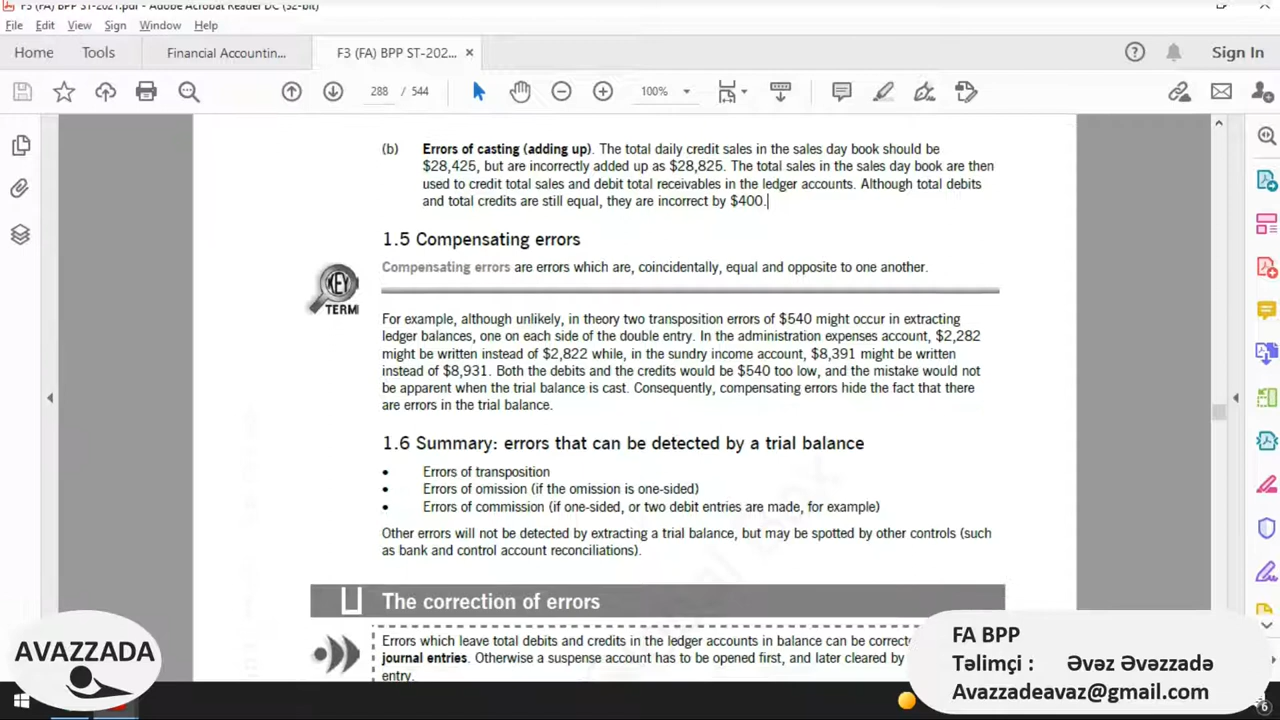 F3 (FA) BPP ST-2021.pdf - Adobe Acrobat Reader DC (32-bit)
File Edit View Sign Window Help
Home Tools Financial Accountin... F3 (FA) BPP ST-202... × Sign In
288 / 544 100%
(b) Errors of casting (adding up). The total daily credit sales in the sales day book should be
$28,425, but are incorrectly added up as $28,825. The total sales in the sales day book are then
used to credit total sales and debit total receivables in the ledger accounts. Although total debits
and total credits are still equal, they are incorrect by $400.
1.5 Compensating errors
Compensating errors are errors which are, coincidentally, equal and opposite to one another.
KEY
TERM
For example, although unlikely, in theory two transposition errors of $540 might occur in extracting
ledger balances, one on each side of the double entry. In the administration expenses account, $2,282
might be written instead of $2,822 while, in the sundry income account, $8,391 might be written
instead of $8,931. Both the debits and the credits would be $540 too low, and the mistake would not
be apparent when the trial balance is cast. Consequently, compensating errors hide the fact that there
are errors in the trial balance.
1.6 Summary: errors that can be detected by a trial balance
• Errors of transposition
• Errors of omission (if the omission is one-sided)
• Errors of commission (if one-sided, or two debit entries are made, for example)
Other errors will not be detected by extracting a trial balance, but may be spotted by other controls (such
as bank and control account reconciliations).
The correction of errors
Errors which leave total debits and credits in the ledger accounts in balance can be correct
journal entries. Otherwise a suspense account has to be opened first, and later cleared by
entry.
AVAZZADA
FA BPP
Təlimçi : Əvəz Əvəzzadə
Avazzadeavaz@gmail.com
6